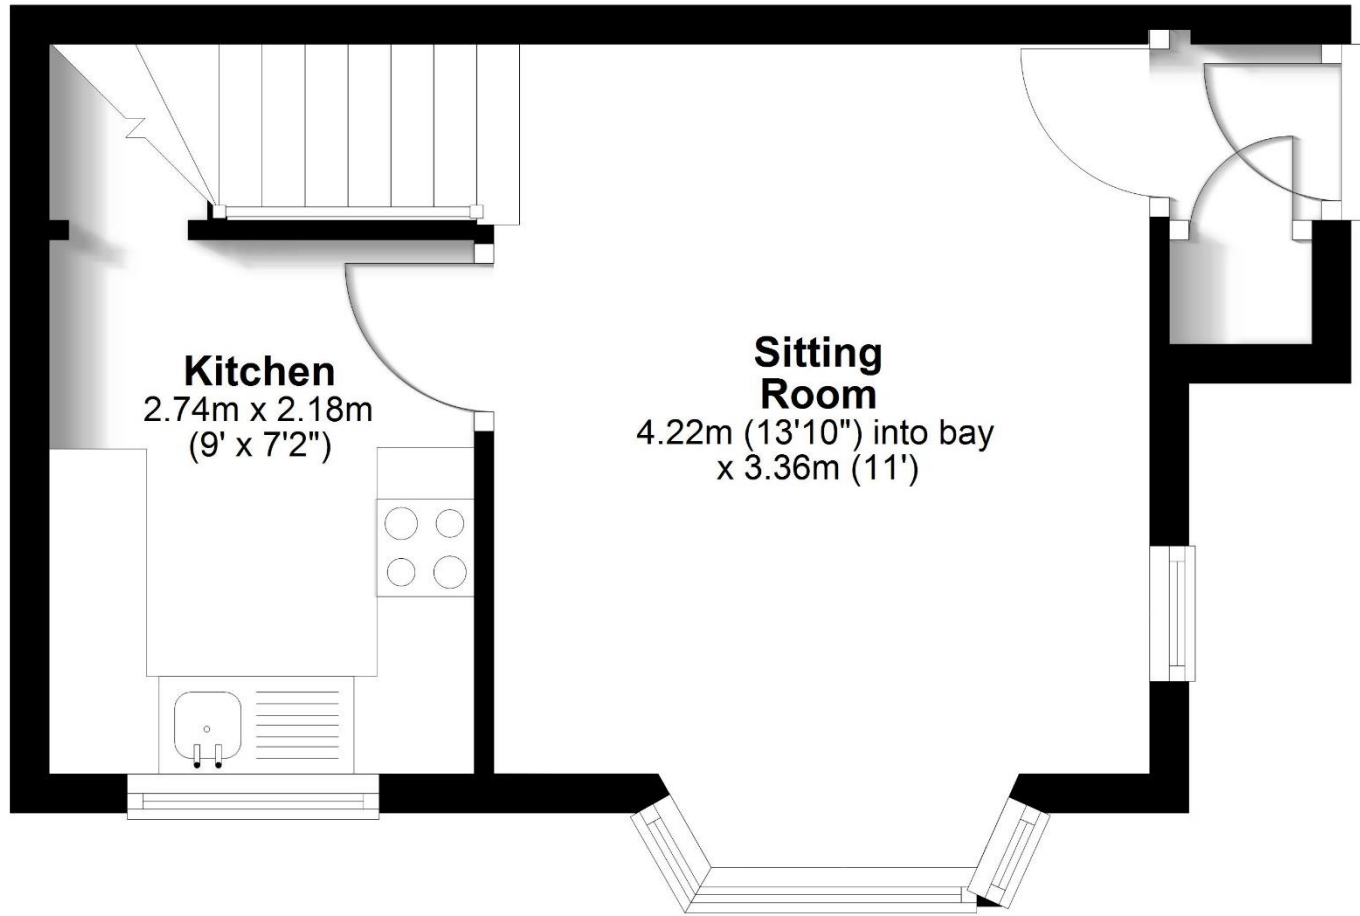 Kitchen
2.74m x 2.18m
(9' x 7'2")
Sitting
Room
4.22m (13'10") into bay
x 3.36m (11')